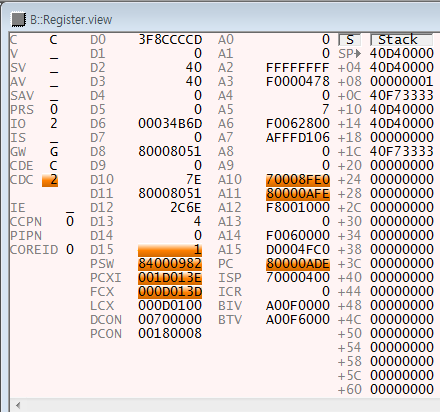 B::Register.view
C C D0 3F8CCCCD A0 0 S Stack
V _ D1 0 A1 0 SP► 40D40000
SV _ D2 40 A2 FFFFFFFF +04 40D40000
AV _ D3 40 A3 F0000478 +08 00000001
SAV _ D4 0 A4 0 +0C 40F73333
PRS 0 D5 0 A5 7 +10 40D40000
IO 2 D6 00034B6D A6 F0062800 +14 40D40000
IS _ D7 0 A7 AFFFD106 +18 00000000
GW G D8 80008051 A8 0 +1C 40F73333
CDE C D9 0 A9 0 +20 00000000
CDC 2 D10 7E A10 70008FE0 +24 00000000
D11 80008051 A11 80000AFE +28 00000000
IE _ D12 2C6E A12 F8001000 +2C 00000000
CCPN 0 D13 4 A13 0 +30 00000000
PIPN D14 0 A14 F0060000 +34 00000000
COREID 0 D15 1 A15 D0004FC0 +38 00000000
PSW 84000982 PC 80000ADE +3C 00000000
PCXI 001D013E ISP 70000400 +40 00000000
FCX 000D013D ICR 0 +44 00000000
LCX 000D0100 BIV A00F0000 +48 00000000
DCON 00700000 BTV A00F6000 +4C 00000000
PCON 00180008 +50 00000000
+54 00000000
+58 00000000
+5C 00000000
+60 00000000